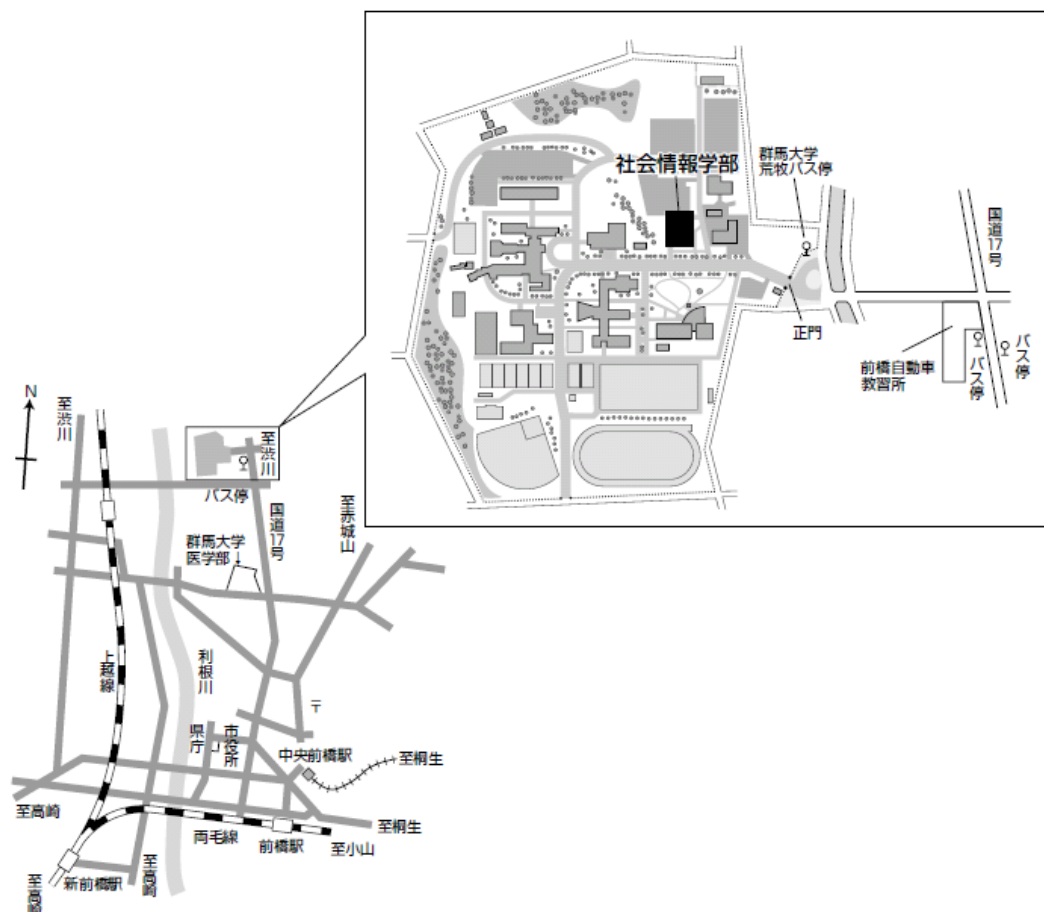 社会情報学部
群馬大学
荒牧バス停
国道17号
正門
前橋自動車
教習所
バス停
バス停
N
至渋川
至渋川
バス停
国道17号
至赤城山
群馬大学
医学部↓
上越線
利根川
県庁
市役所
〒
中央前橋駅
至桐生
至高崎
両毛線
前橋駅
至桐生
至小山
新前橋駅
至高崎
至高崎